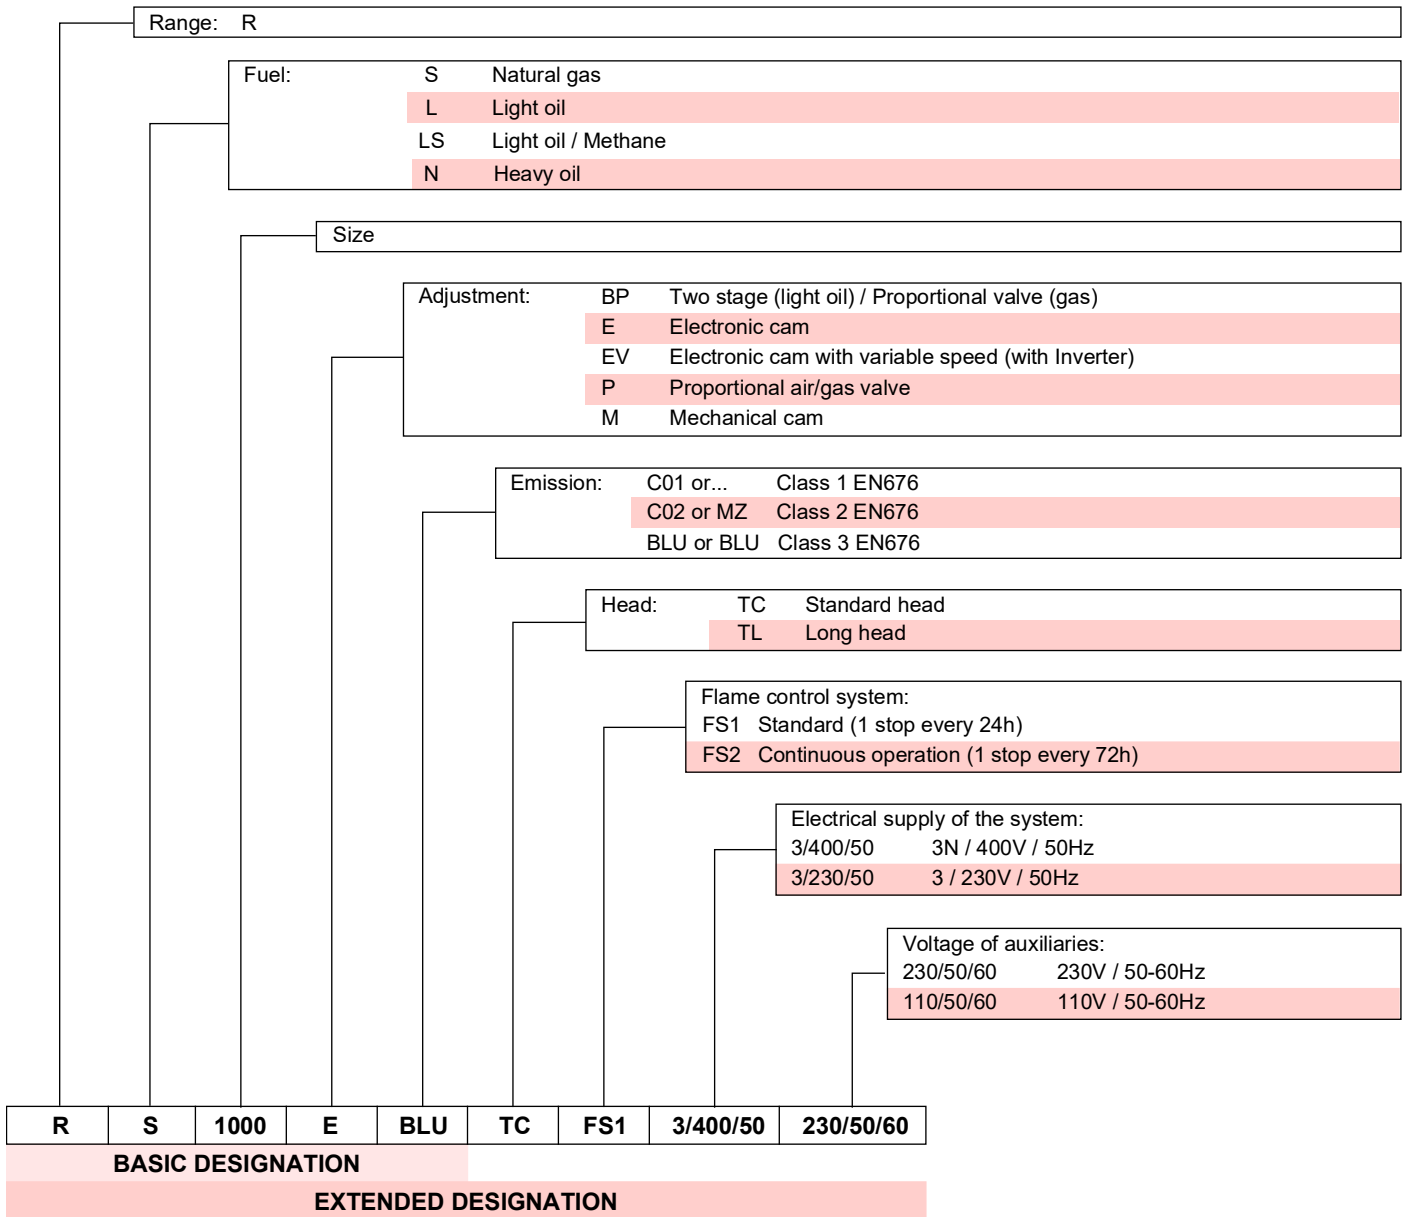 Range: R
Fuel: S Natural gas
L Light oil
LS Light oil / Methane
N Heavy oil
Size
Adjustment: BP Two stage (light oil) / Proportional valve (gas)
E Electronic cam
EV Electronic cam with variable speed (with Inverter)
P Proportional air/gas valve
M Mechanical cam
Emission: C01 or... Class 1 EN676
C02 or MZ Class 2 EN676
BLU or BLU Class 3 EN676
Head: TC Standard head
TL Long head
Flame control system:
FS1 Standard (1 stop every 24h)
FS2 Continuous operation (1 stop every 72h)
Electrical supply of the system:
3/400/50 3N / 400V / 50Hz
3/230/50 3 / 230V / 50Hz
Voltage of auxiliaries:
230/50/60 230V / 50-60Hz
110/50/60 110V / 50-60Hz
R S 1000 E BLU TC FS1 3/400/50 230/50/60
BASIC DESIGNATION
EXTENDED DESIGNATION